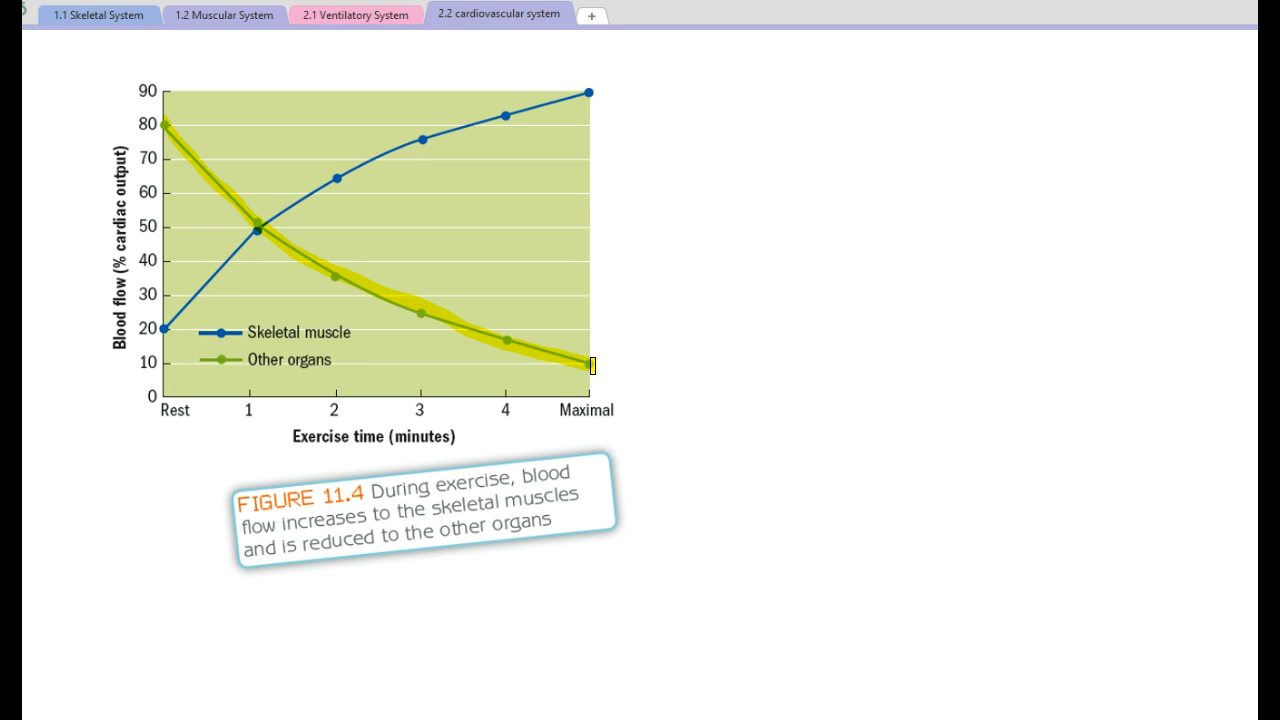 1.1 Skeletal System
1.2 Muscular System
2.1 Ventilatory System
2.2 cardiovascular system
+
90
80
70
60
50
40
30
20
10
0
Blood flow (% cardiac output)
Skeletal muscle
Other organs
Rest 1 2 3 4 Maximal
Exercise time (minutes)
FIGURE 11.4 During exercise, blood
flow increases to the skeletal muscles
and is reduced to the other organs